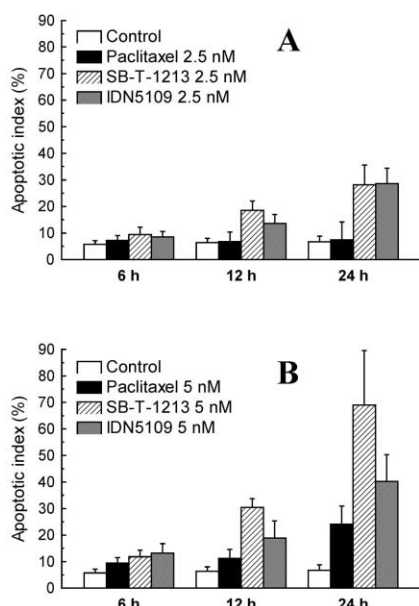 A
Control
Paclitaxel 2.5 nM
SB-T-1213 2.5 nM
IDN5109 2.5 nM
Apoptotic index (%)
90
80
70
60
50
40
30
20
10
0
6 h 12 h 24 h
B
Control
Paclitaxel 5 nM
SB-T-1213 5 nM
IDN5109 5 nM
Apoptotic index (%)
90
80
70
60
50
40
30
20
10
0
6 h 12 h 24 h